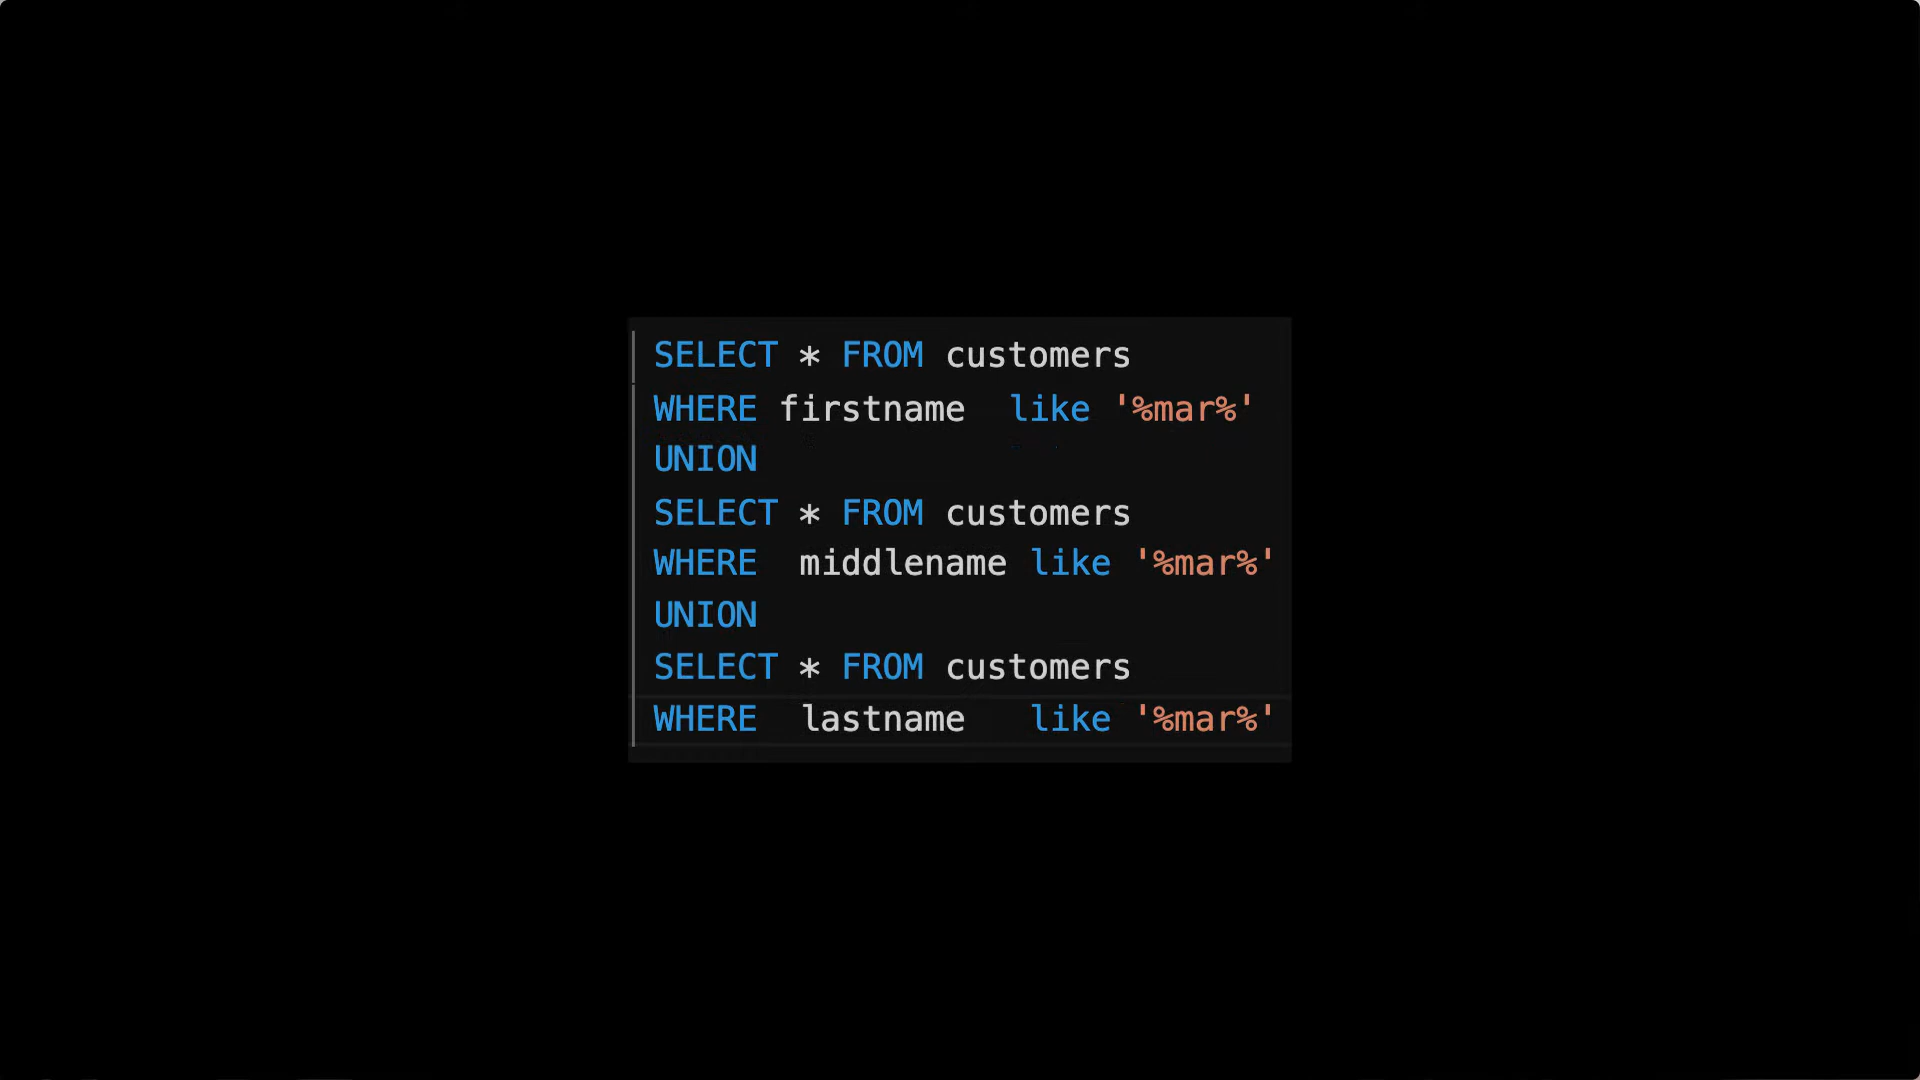 SELECT * FROM customers
WHERE firstname  like '%mar%'
UNION
SELECT * FROM customers
WHERE  middlename like '%mar%'
UNION
SELECT * FROM customers
WHERE  lastname   like '%mar%'